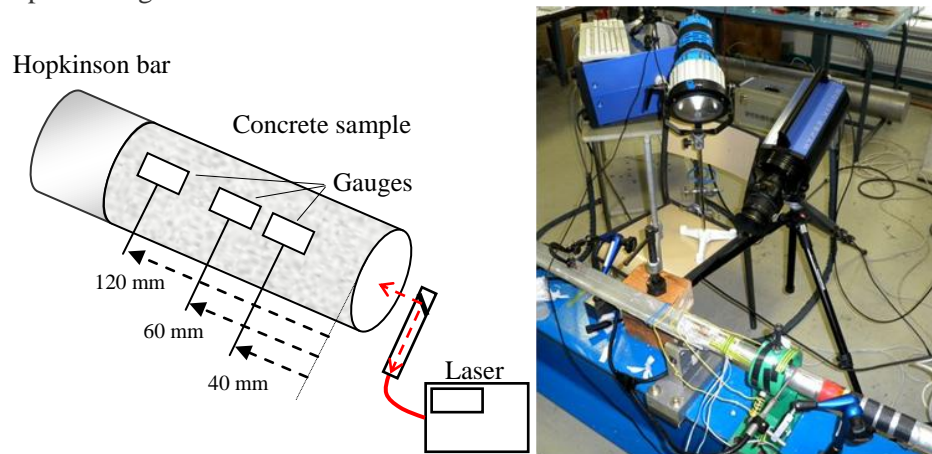 Hopkinson bar
Concrete sample
Gauges
120 mm
60 mm
40 mm
Laser